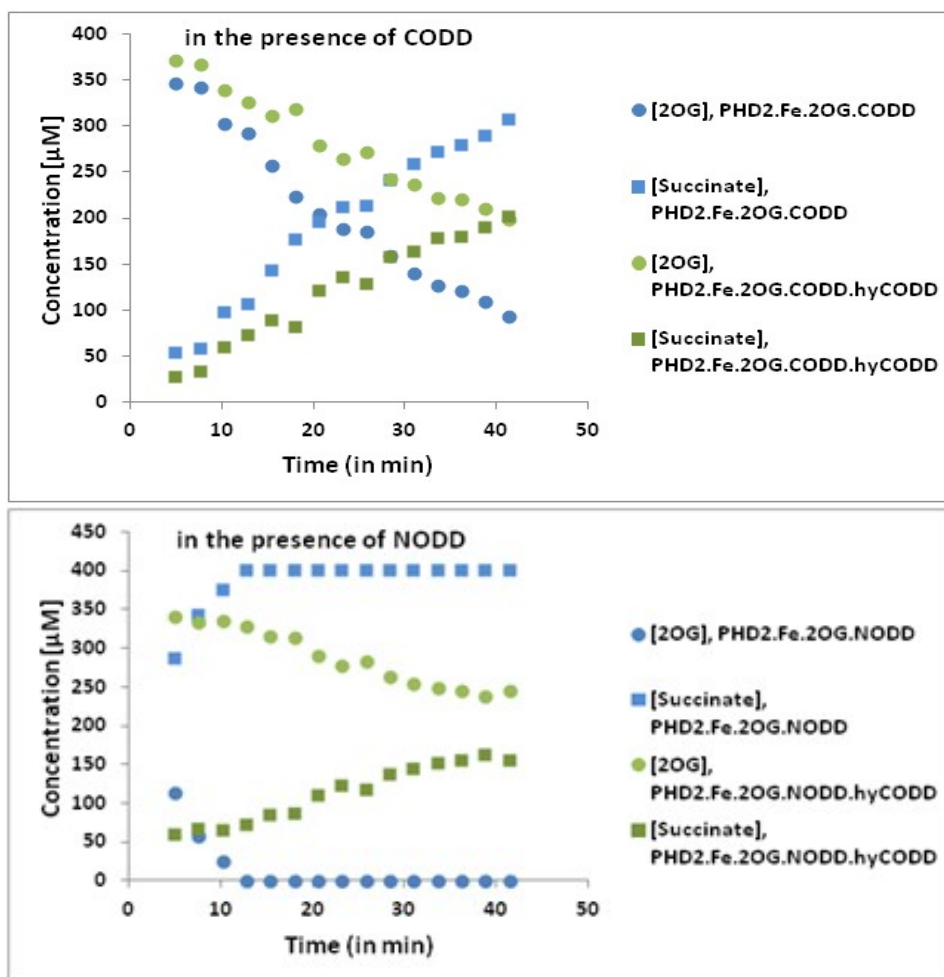 in the presence of CODD
400
350
300
250
200
150
100
50
0
Concentration [µM]
0 10 20 30 40 50
Time (in min)
[2OG], PHD2.Fe.2OG.CODD
[Succinate],
PHD2.Fe.2OG.CODD
[2OG],
PHD2.Fe.2OG.CODD.hyCODD
[Succinate],
PHD2.Fe.2OG.CODD.hyCODD
in the presence of NODD
450
400
350
300
250
200
150
100
50
0
Concentration [µM]
0 10 20 30 40 50
Time (in min)
[2OG], PHD2.Fe.2OG.NODD
[Succinate],
PHD2.Fe.2OG.NODD
[2OG],
PHD2.Fe.2OG.NODD.hyCODD
[Succinate],
PHD2.Fe.2OG.NODD.hyCODD